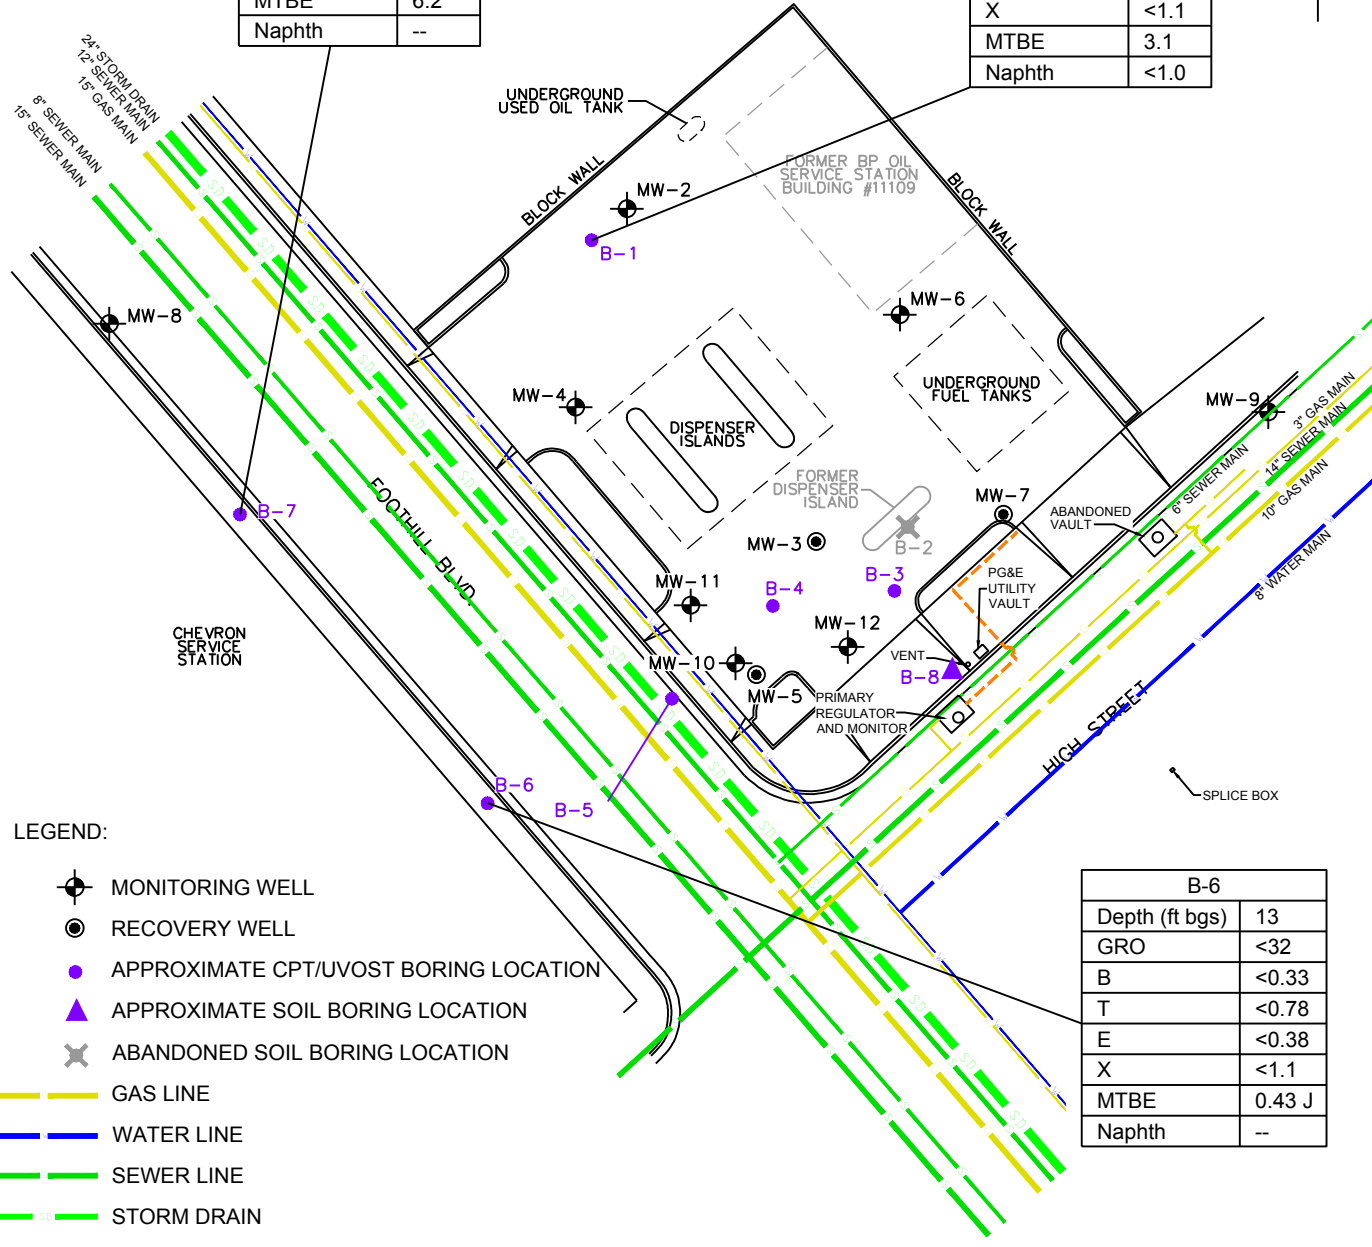 MTBE 6.2
Naphth --
X <1.1
MTBE 3.1
Naphth <1.0
24" STORM DRAIN
12" SEWER MAIN
15" GAS MAIN
8" SEWER MAIN
15" SEWER MAIN
UNDERGROUND
USED OIL TANK
BLOCK WALL
FORMER BP OIL
SERVICE STATION
BUILDING #11109
BLOCK WALL
MW-2
B-1
MW-8
MW-6
MW-4
UNDERGROUND
FUEL TANKS
DISPENSER
ISLANDS
MW-9
3" GAS MAIN
14" SEWER MAIN
10" GAS MAIN
6" SEWER MAIN
8" WATER MAIN
FORMER
DISPENSER
ISLAND
MW-7
ABANDONED
VAULT
B-7
FOOTHILL BLVD.
MW-3
B-2
B-3
B-4
PG&E
UTILITY
VAULT
MW-11
MW-12
CHEVRON
SERVICE
STATION
MW-10
VENT
B-8
MW-5
PRIMARY
REGULATOR
AND MONITOR
HIGH STREET
B-6
B-5
SPLICE BOX
LEGEND:
MONITORING WELL
RECOVERY WELL
APPROXIMATE CPT/UVOST BORING LOCATION
APPROXIMATE SOIL BORING LOCATION
ABANDONED SOIL BORING LOCATION
GAS LINE
WATER LINE
SEWER LINE
STORM DRAIN
B-6
Depth (ft bgs) 13
GRO <32
B <0.33
T <0.78
E <0.38
X <1.1
MTBE 0.43 J
Naphth --